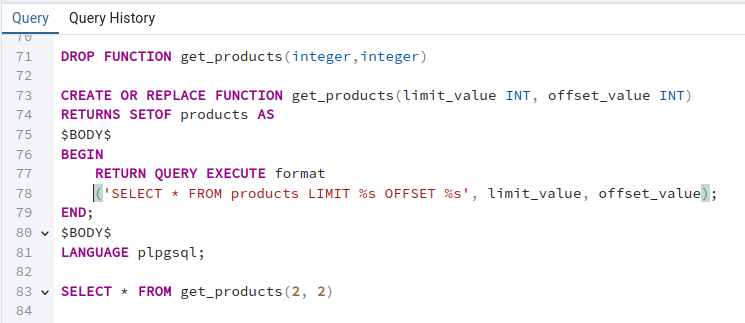 Query Query History
70
71 DROP FUNCTION get_products(integer,integer)
72
73 CREATE OR REPLACE FUNCTION get_products(limit_value INT, offset_value INT)
74 RETURNS SETOF products AS
75 $BODY$
76 BEGIN
77     RETURN QUERY EXECUTE format
78     ('SELECT * FROM products LIMIT %s OFFSET %s', limit_value, offset_value);
79 END;
80 $BODY$
81 LANGUAGE plpgsql;
82
83 SELECT * FROM get_products(2, 2)
84